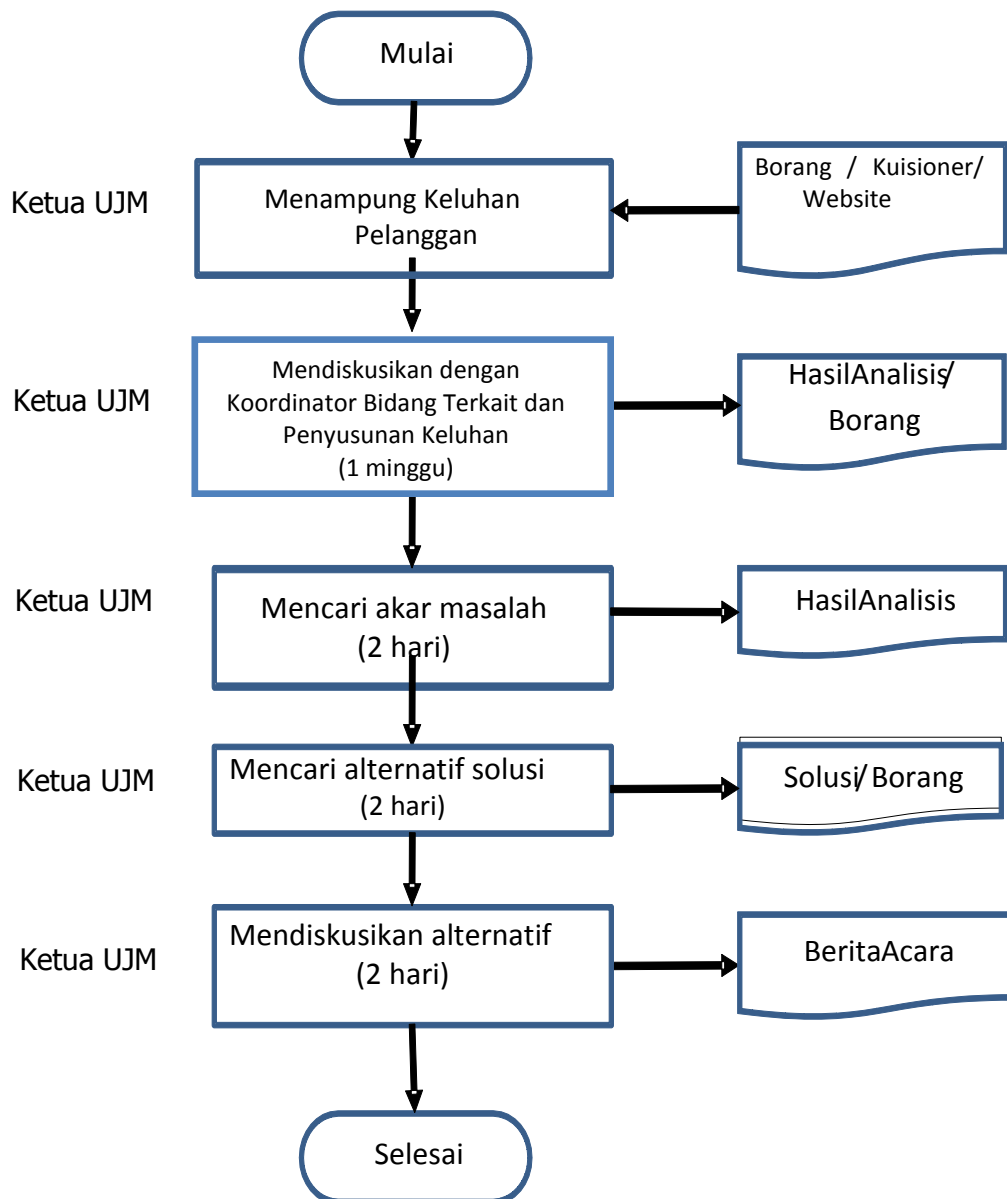 Mulai
Ketua UJM
Menampung Keluhan
Pelanggan
Borang / Kuisioner/
Website
Ketua UJM
Mendiskusikan dengan
Koordinator Bidang Terkait dan
Penyusunan Keluhan
(1 minggu)
HasilAnalisis/
Borang
Ketua UJM
Mencari akar masalah
(2 hari)
HasilAnalisis
Ketua UJM
Mencari alternatif solusi
(2 hari)
Solusi/ Borang
Ketua UJM
Mendiskusikan alternatif
(2 hari)
BeritaAcara
Selesai